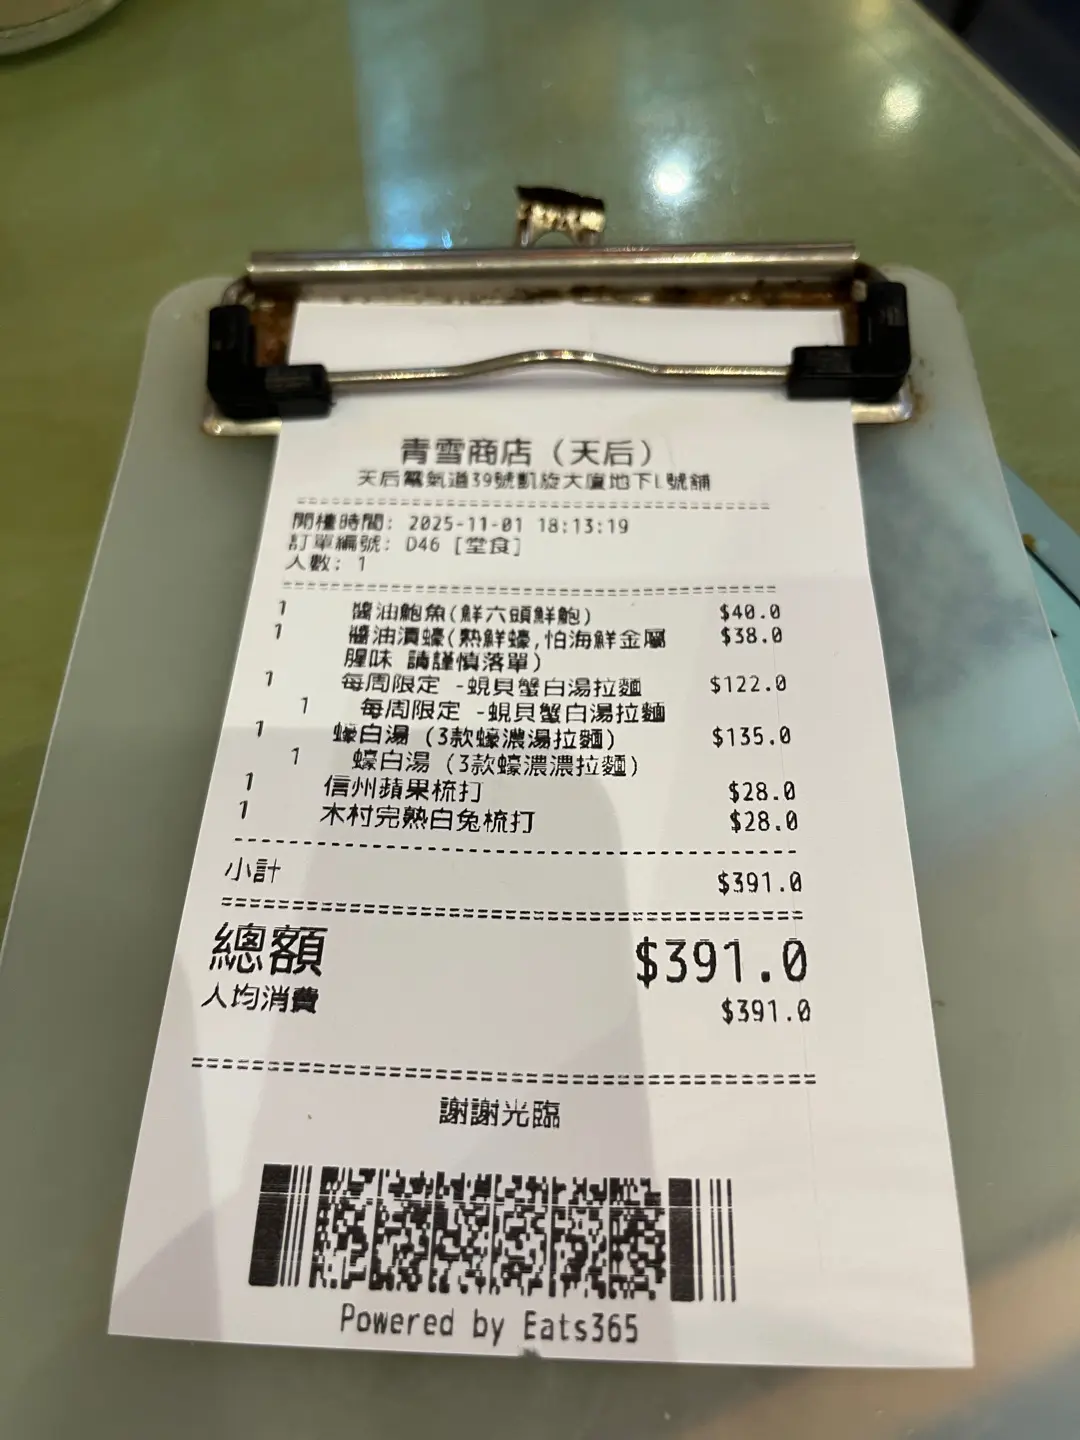 青雪商店（天后）
天后電氣道39號凱旋大廈地下L號舖
開檯時間: 2025-11-01 18:13:19
訂單編號: D46 [堂食]
人數: 1
1 醬油鮑魚(鮮六頭鮮鮑) $40.0
1 醬油漬蠔(熟鮮蠔,怕海鮮金屬 $38.0
腥味 請謹慎落單)
1 每周限定 -蜆貝蟹白湯拉麵 $122.0
1 每周限定 -蜆貝蟹白湯拉麵
1 蠔白湯 (3款蠔濃湯拉麵) $135.0
1 蠔白湯 (3款蠔濃濃拉麵)
1 信州蘋果梳打 $28.0
1 木村完熟白兔梳打 $28.0
小計 $391.0
總額 $391.0
人均消費 $391.0
謝謝光臨
Powered by Eats365